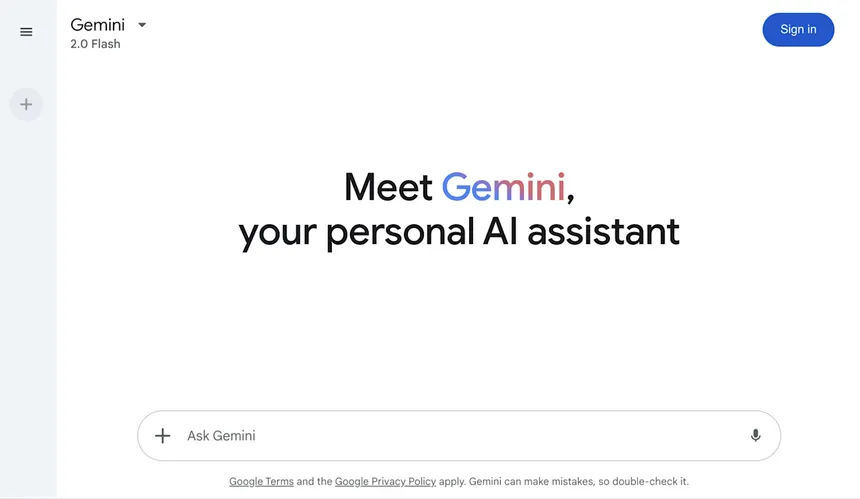 Gemini
2.0 Flash
Sign in
Meet Gemini,
your personal AI assistant
Ask Gemini
Google Terms and the Google Privacy Policy apply. Gemini can make mistakes, so double-check it.